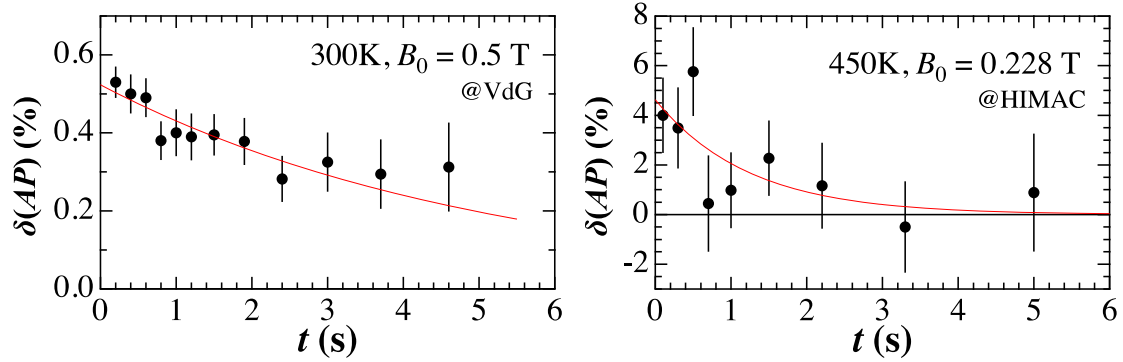 300K, B₀ = 0.5 T
@VdG
δ(AP) (%)
0.6
0.4
0.2
0.0
0 1 2 3 4 5 6
t (s)
450K, B₀ = 0.228 T
@HIMAC
δ(AP) (%)
8
6
4
2
0
-2
0 1 2 3 4 5 6
t (s)